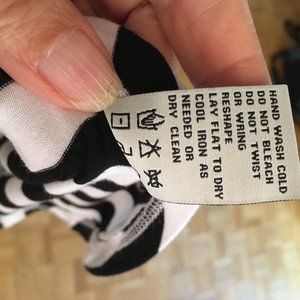 HAND WASH COLD
DO NOT BLEACH
DO NOT TWIST
OR WRING
RESHAPE
LAY FLAT TO DRY
COOL IRON AS
NEEDED OR
DRY CLEAN